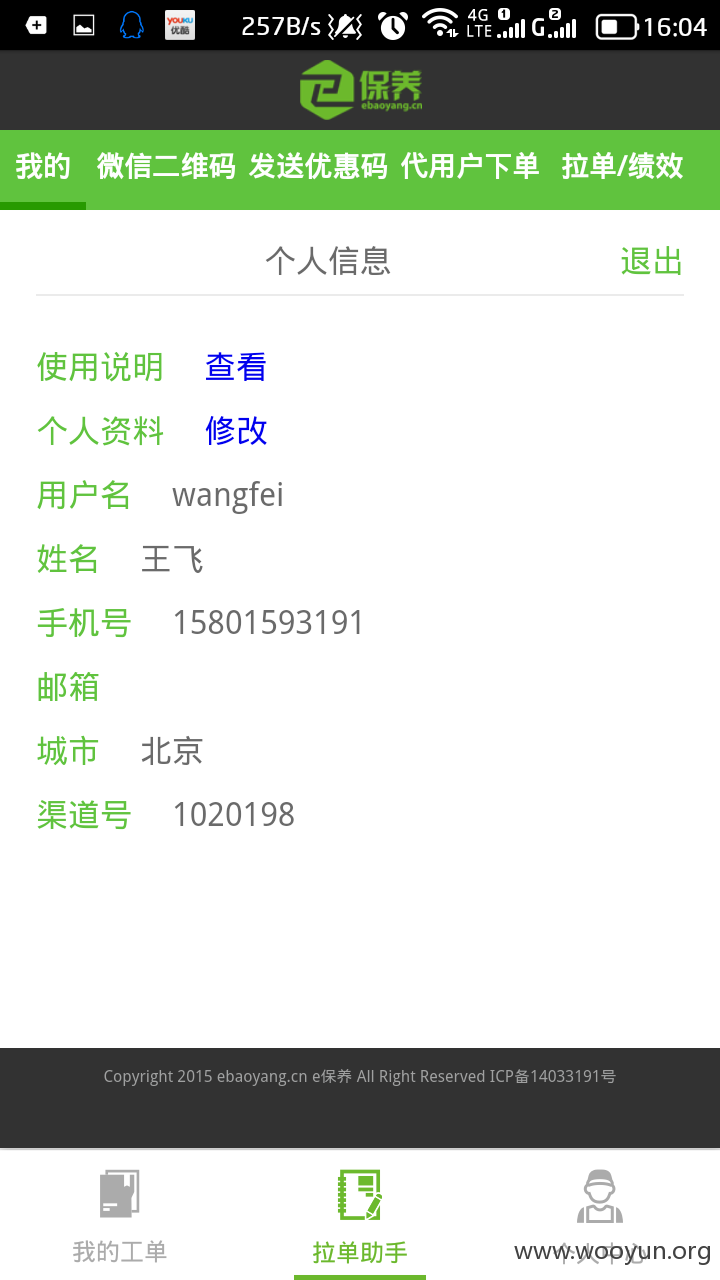 YOUKU
优酷
257B/s 4G LTE 1 G 2 16:04
保养
ebaoyang.cn
我的 微信二维码 发送优惠码 代用户下单 拉单/绩效
个人信息 退出
使用说明 查看
个人资料 修改
用户名 wangfei
姓名 王飞
手机号 15801593191
邮箱
城市 北京
渠道号 1020198
Copyright 2015 ebaoyang.cn e保养 All Right Reserved ICP备14033191号
我的工单 拉单助手 个人中心
www.wooyun.org